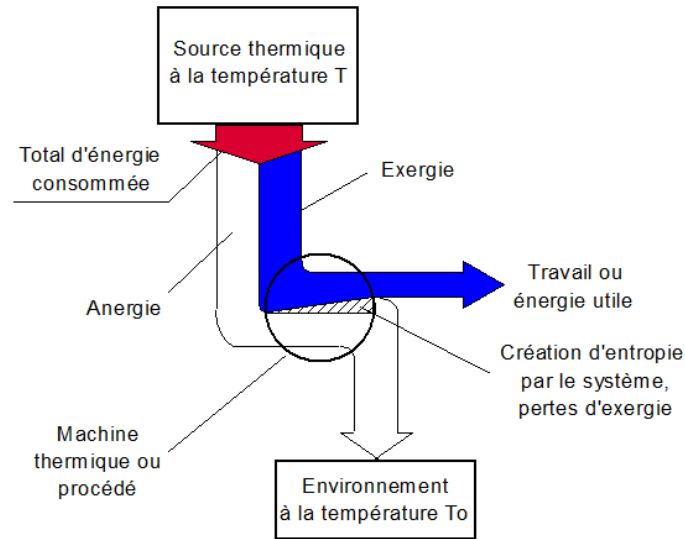 Source thermique
à la température T
Total d'énergie
consommée
Exergie
Anergie
Travail ou
énergie utile
Création d'entropie
par le système,
pertes d'exergie
Machine
thermique ou
procédé
Environnement
à la température To